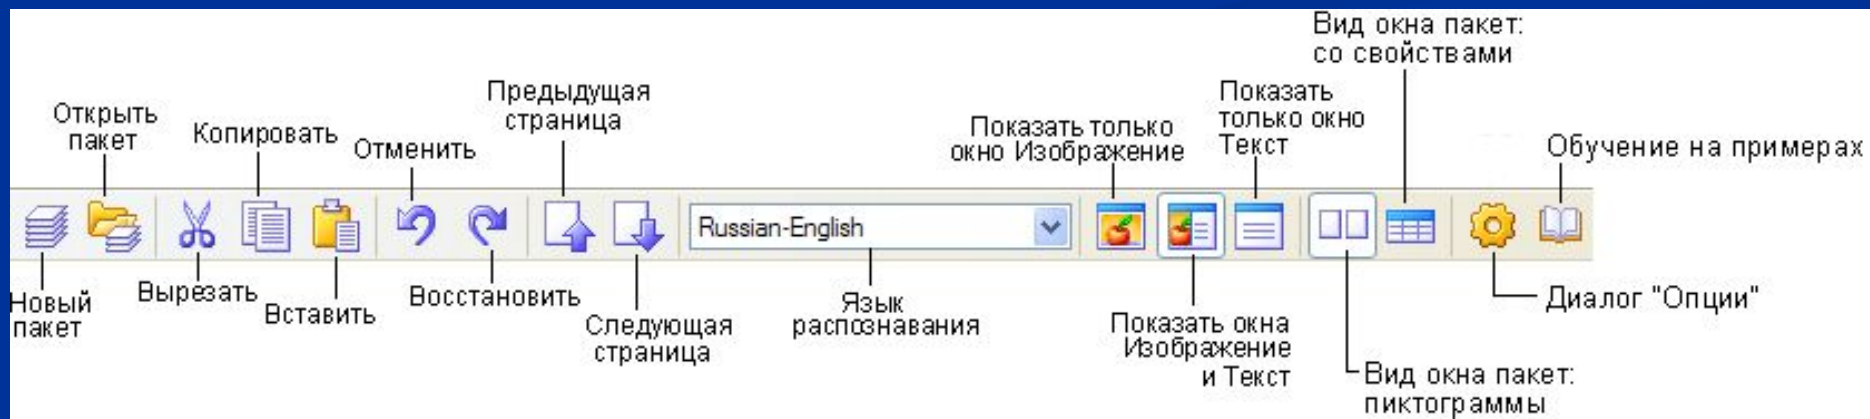 Вид окна пакет:
со свойствами
Предыдущая
страница
Показать
только окно
Текст
Открыть
пакет
Копировать
Отменить
Показать только
окно Изображение
Обучение на примерах
Russian-English
Новый
пакет
Вырезать
Вставить
Восстановить
Следующая
страница
Язык
распознавания
Показать окна
Изображение
и Текст
Диалог "Опции"
Вид окна пакет:
пиктограммы